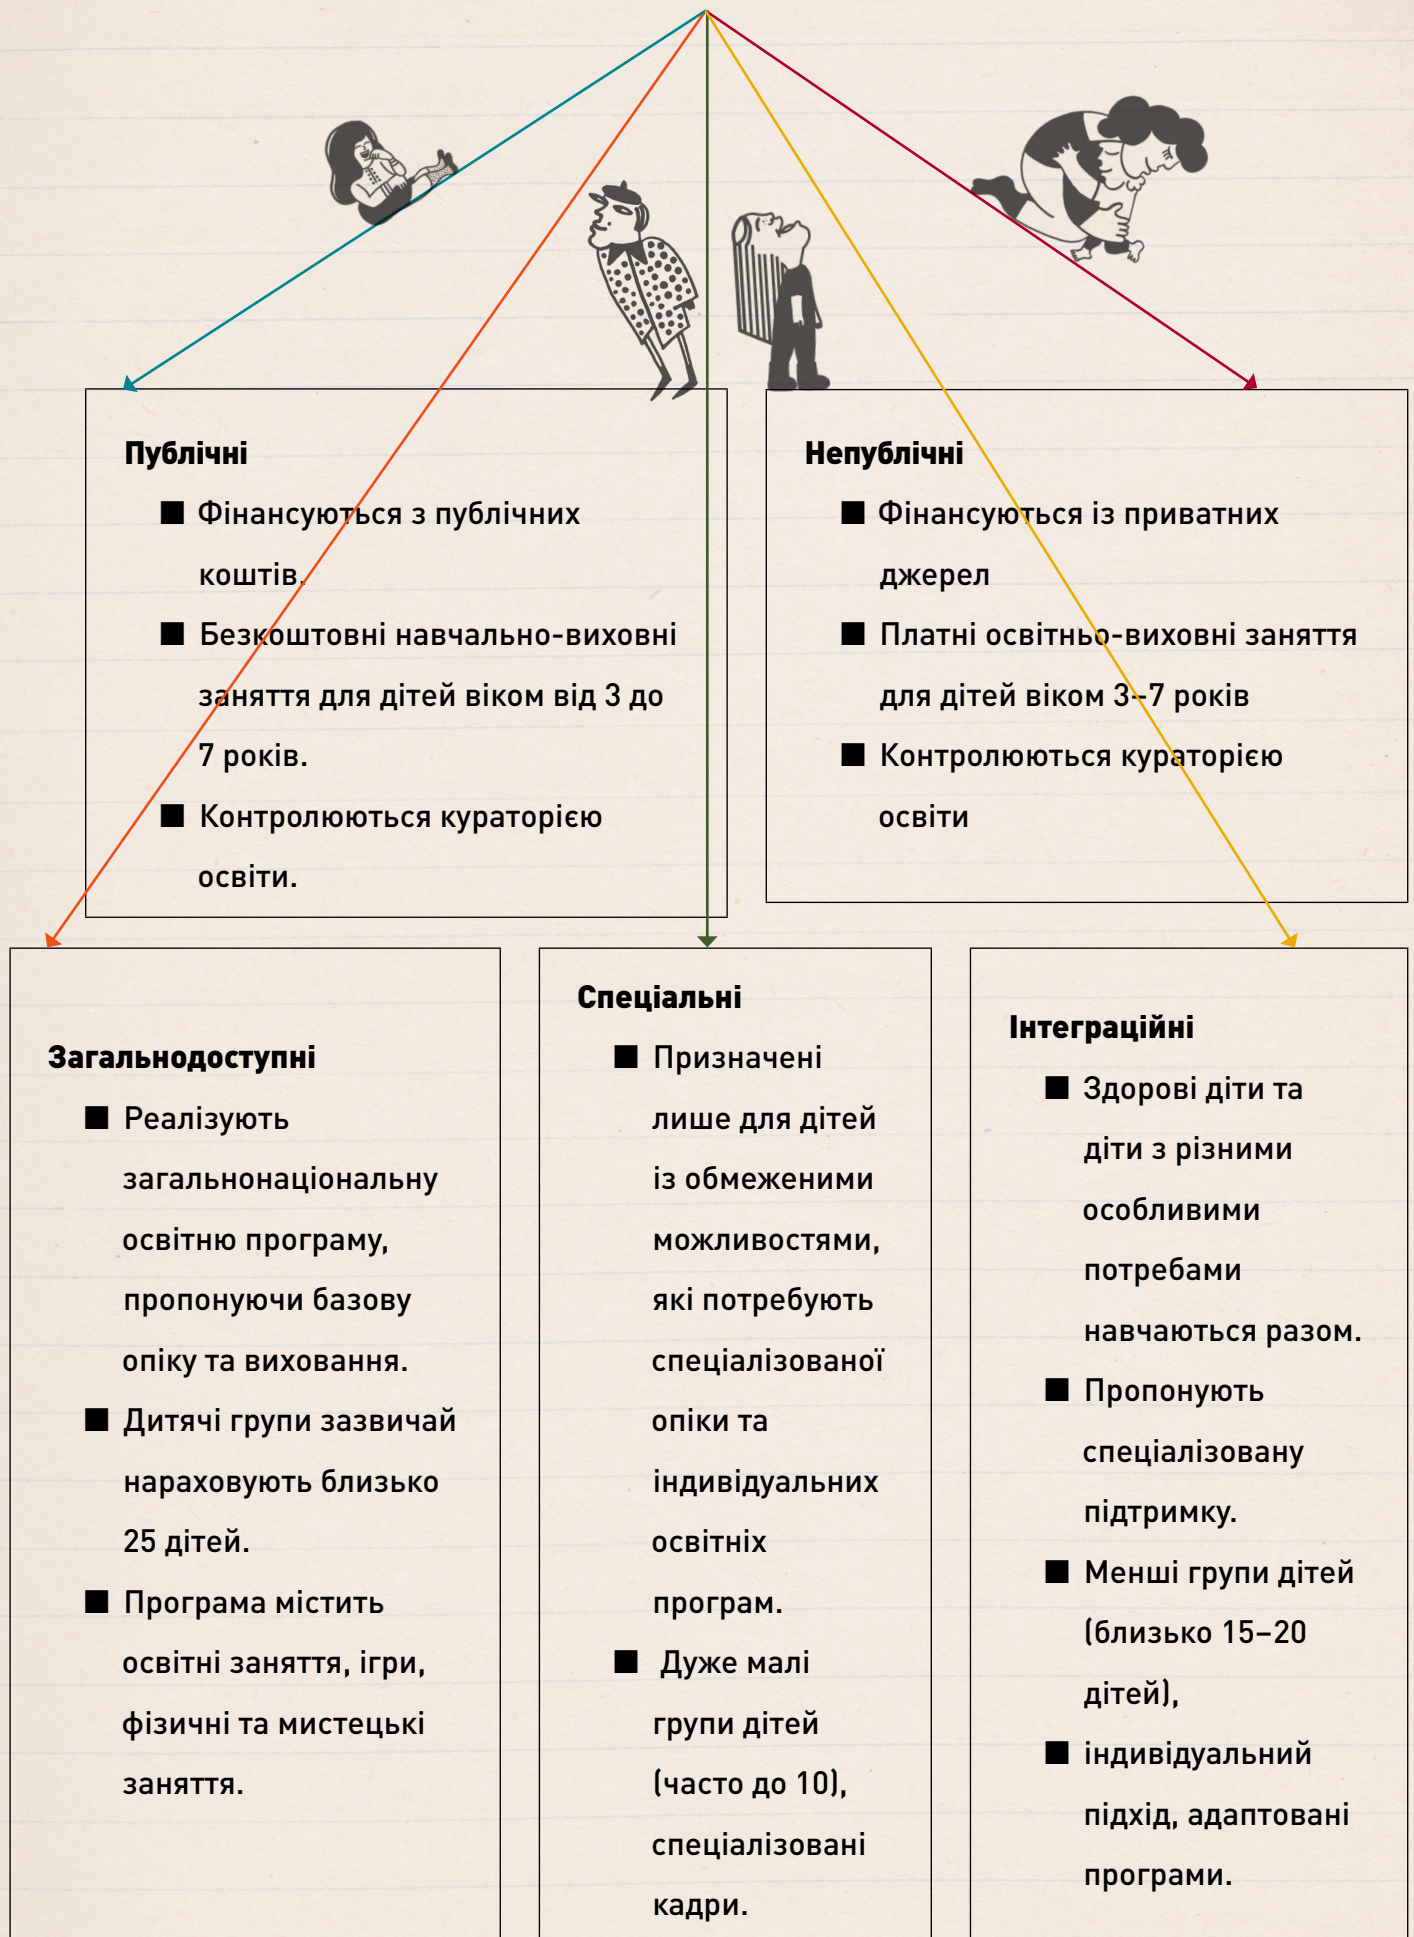 Публічні
■ Фінансуються з публічних
коштів.
■ Безкоштовні навчально-виховні
заняття для дітей віком від 3 до
7 років.
■ Контролюються кураторією
освіти.
Непублічні
■ Фінансуються із приватних
джерел
■ Платні освітньо-виховні заняття
для дітей віком 3–7 років
■ Контролюються кураторією
освіти
Загальнодоступні
■ Реалізують
загальнонаціональну
освітню програму,
пропонуючи базову
опіку та виховання.
■ Дитячі групи зазвичай
нараховують близько
25 дітей.
■ Програма містить
освітні заняття, ігри,
фізичні та мистецькі
заняття.
Спеціальні
■ Призначені
лише для дітей
із обмеженими
можливостями,
які потребують
спеціалізованої
опіки та
індивідуальних
освітніх
програм.
■ Дуже малі
групи дітей
(часто до 10),
спеціалізовані
кадри.
Інтеграційні
■ Здорові діти та
діти з різними
особливими
потребами
навчаються разом.
■ Пропонують
спеціалізовану
підтримку.
■ Менші групи дітей
(близько 15–20
дітей),
■ індивідуальний
підхід, адаптовані
програми.